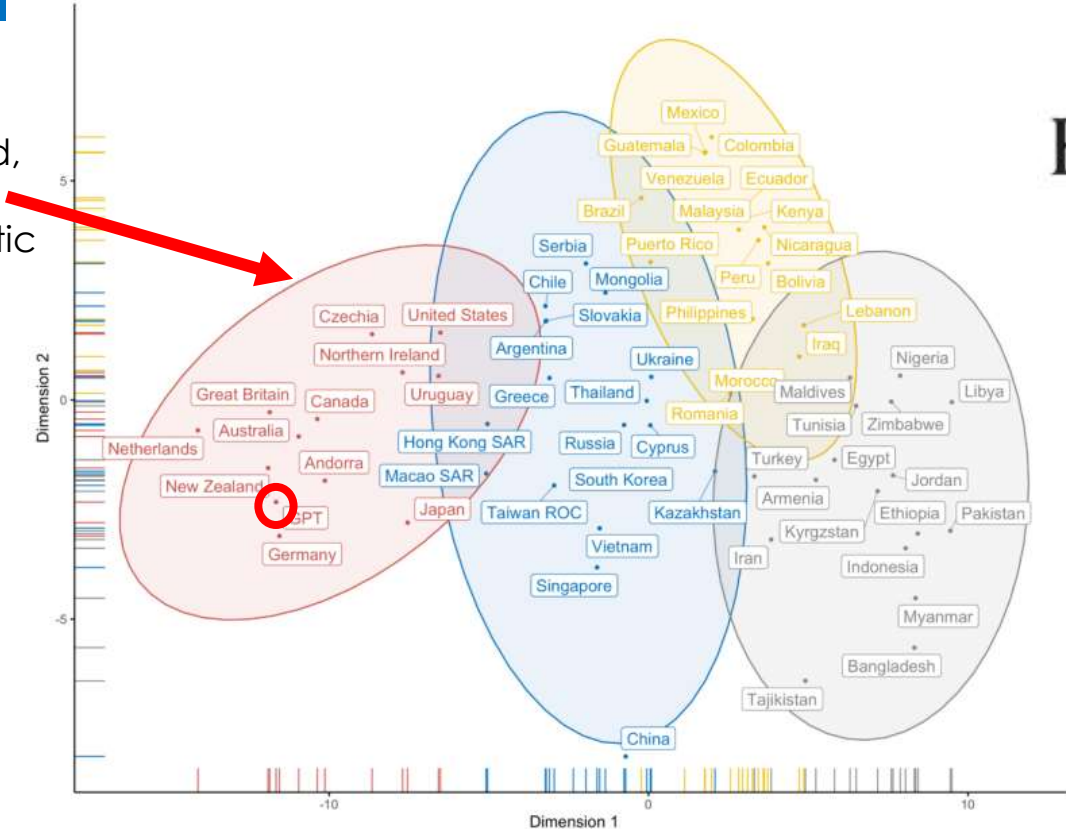 d,
tic
Mexico
Guatemala
Colombia
5
Venezuela
Ecuador
Brazil
Malaysia
Kenya
Serbia
Puerto Rico
Nicaragua
Chile
Mongolia
Peru
Bolivia
Czechia
United States
Slovakia
Philippines
Lebanon
Northern Ireland
Argentina
Ukraine
Iraq
Nigeria
Dimension 2
0
Great Britain
Canada
Uruguay
Greece
Thailand
Morocco
Maldives
Libya
Australia
Romania
Tunisia
Zimbabwe
Netherlands
Hong Kong SAR
Russia
Cyprus
Andorra
Macao SAR
South Korea
Turkey
Egypt
New Zealand
Jordan
GPT
Japan
Taiwan ROC
Kazakhstan
Armenia
Ethiopia
Pakistan
Germany
Vietnam
Kyrgzstan
Iran
Indonesia
Singapore
-5
Myanmar
Bangladesh
Tajikistan
China
-10
0
10
Dimension 1